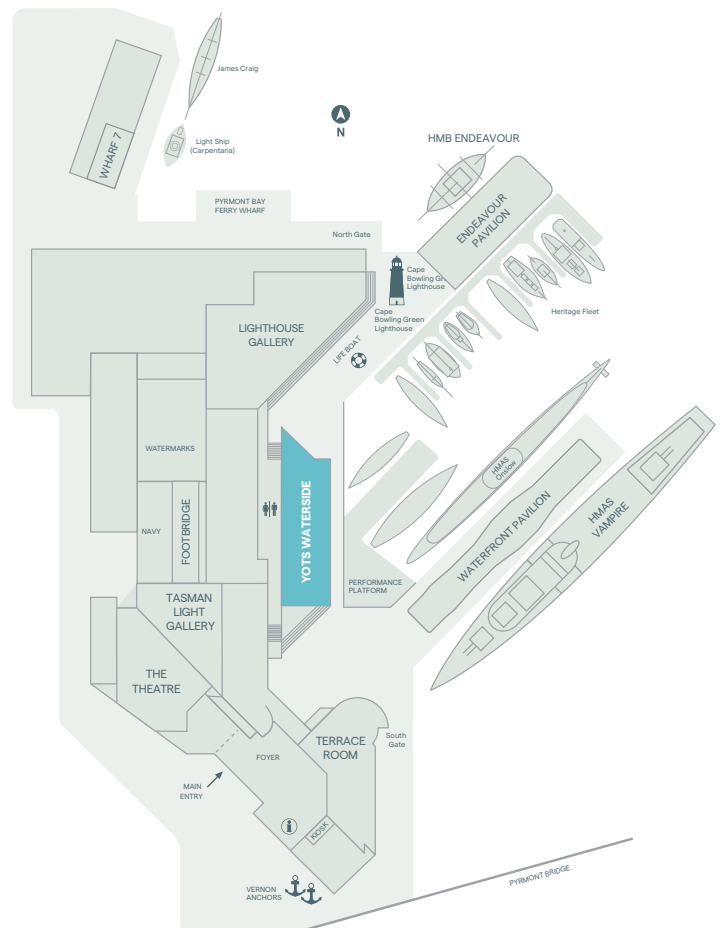 James Craig
WHARF 7
Light Ship
(Carpentaria)
N
HMB ENDEAVOUR
PYRMONT BAY
FERRY WHARF
ENDEAVOUR
PAVILION
North Gate
Cape
Bowling Gr
Lighthouse
Cape
Bowling Green
Lighthouse
Heritage Fleet
LIGHTHOUSE
GALLERY
LIFE BOAT
WATERMARKS
HMAS
Onslow
NAVY
FOOTBRIDGE
YOTS WATERSIDE
WATERFRONT PAVILION
HMAS
VAMPIRE
PERFORMANCE
PLATFORM
TASMAN
LIGHT
GALLERY
THE
THEATRE
TERRACE
ROOM
South
Gate
FOYER
MAIN
ENTRY
KIOSK
VERNON
ANCHORS
PYRMONT BRIDGE